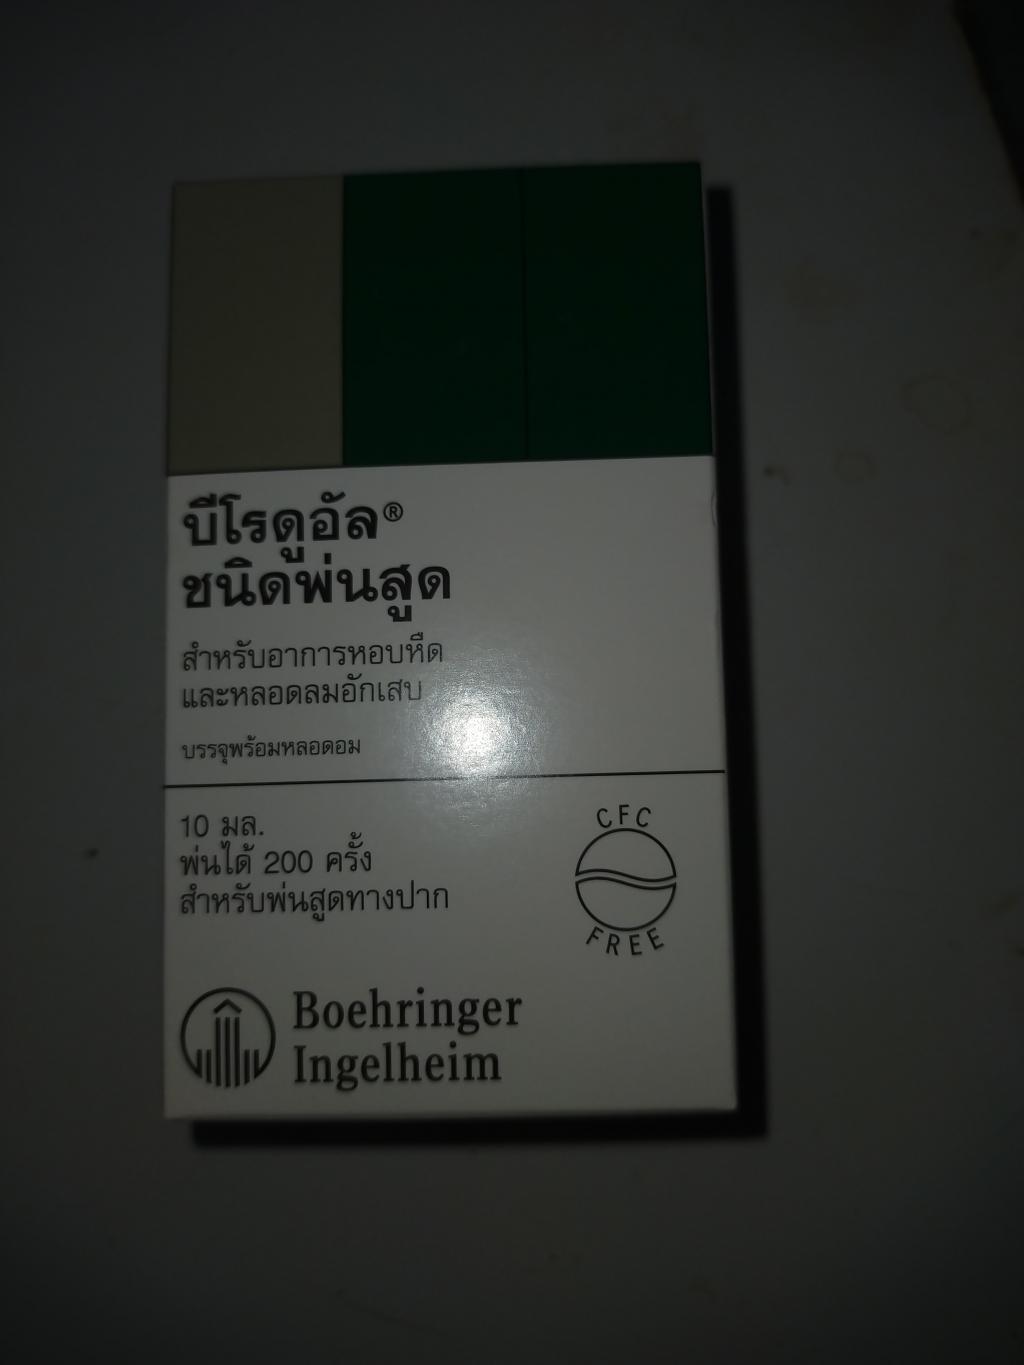 บีโรดูอัล®
ชนิดพ่นสูด
สำหรับอาการหอบหืด
และหลอดลมอักเสบ
บรรจุพร้อมหลอดอม
10 มล.
พ่นได้ 200 ครั้ง
สำหรับพ่นสูดทางปาก
CFC
FREE
Boehringer
Ingelheim